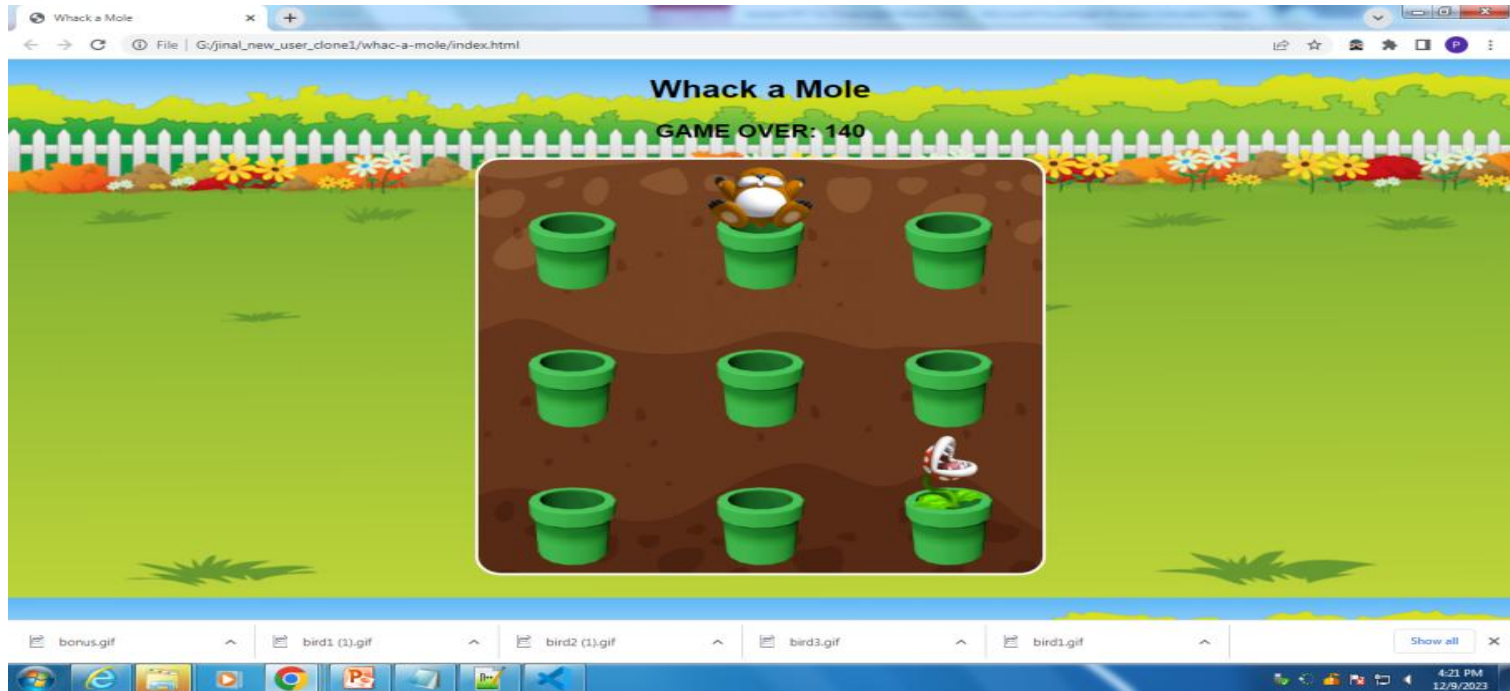 Whack a Mole
File | G:/jinal_new_user_clone1/whac-a-mole/index.html
P
Whack a Mole
GAME OVER: 140
bonus.gif
bird1 (1).gif
bird2 (1).gif
bird3.gif
bird1.gif
Show all
4:21 PM
12/9/2023